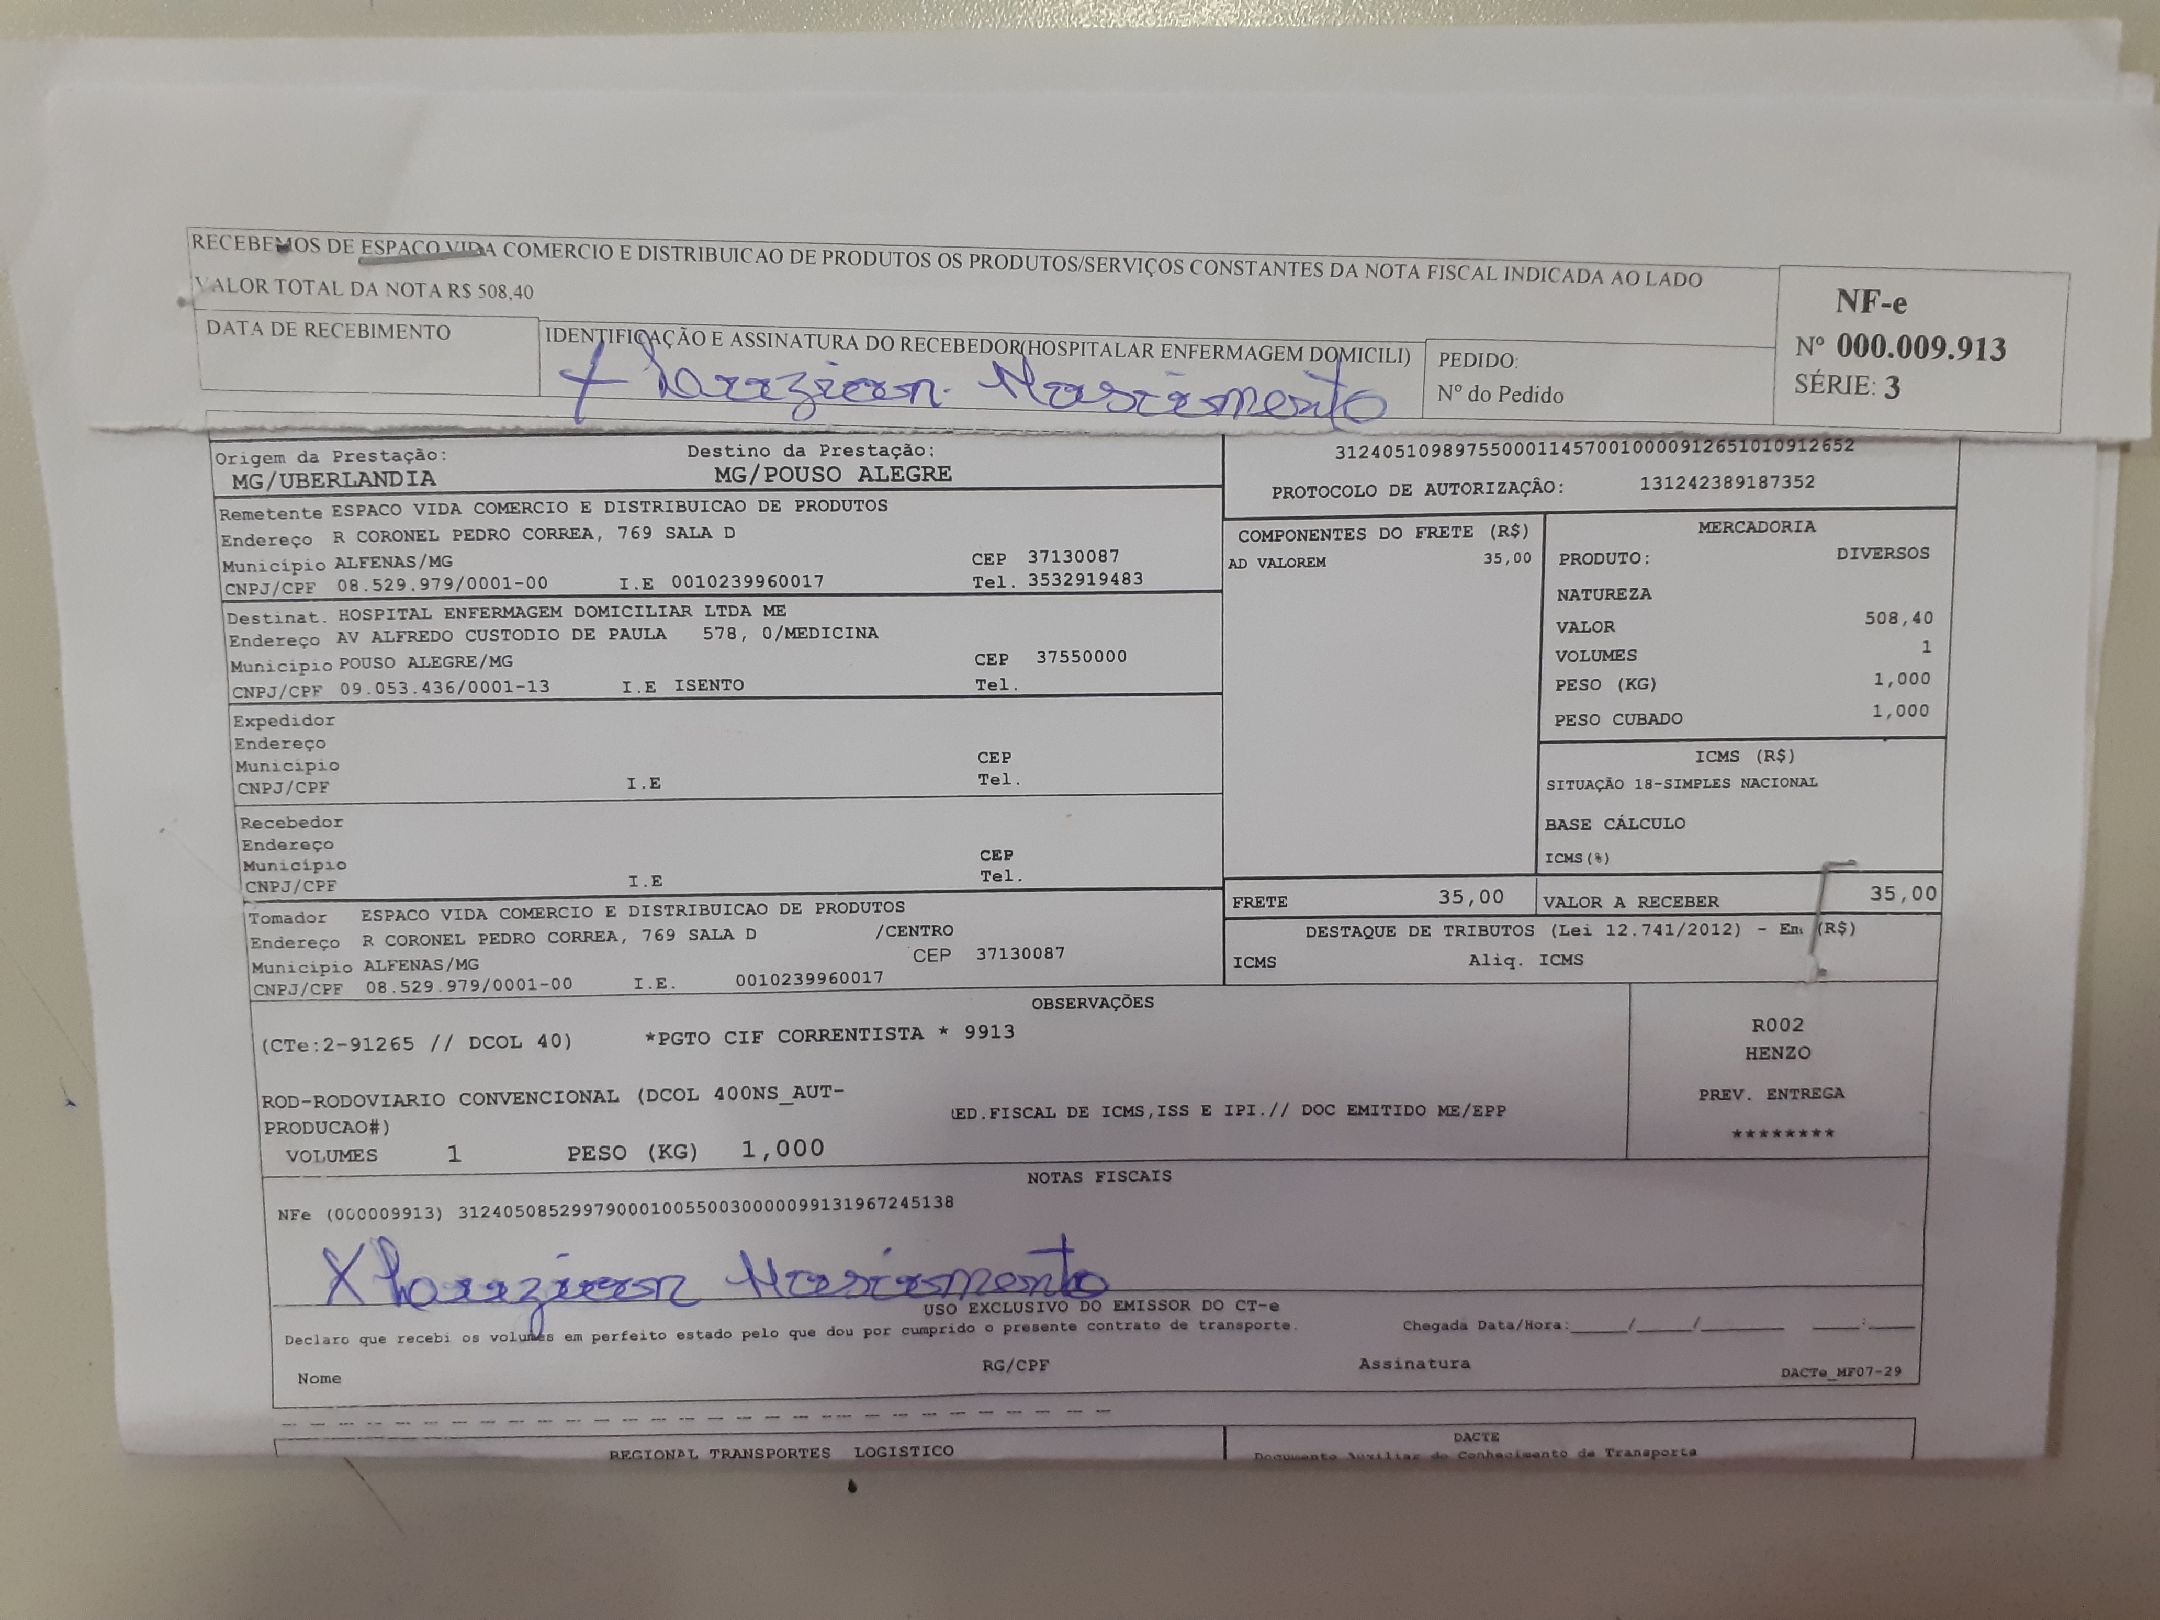 RECEBEMOS DE ESPACO VIDA COMERCIO E DISTRIBUICAO DE PRODUTOS OS PRODUTOS/SERVIÇOS CONSTANTES DA NOTA FISCAL INDICADA AO LADO
VALOR TOTAL DA NOTA R$ 508,40
DATA DE RECEBIMENTO
IDENTIFICAÇÃO E ASSINATURA DO RECEBEDOR(HOSPITALAR ENFERMAGEM DOMICILI)
Nascimento
PEDIDO:
Nº do Pedido
NF-e
Nº 000.009.913
SÉRIE: 3
Origem da Prestação: Destino da Prestação:
MG/UBERLANDIA MG/POUSO ALEGRE
31240510989755000114570010000912651010912652
PROTOCOLO DE AUTORIZAÇÃO: 131242389187352
Remetente ESPACO VIDA COMERCIO E DISTRIBUICAO DE PRODUTOS
Endereço R CORONEL PEDRO CORREA, 769 SALA D
Município ALFENAS/MG CEP 37130087
CNPJ/CPF 08.529.979/0001-00 I.E 0010239960017 Tel. 3532919483
Destinat. HOSPITAL ENFERMAGEM DOMICILIAR LTDA ME
Endereço AV ALFREDO CUSTODIO DE PAULA 578, 0/MEDICINA
Município POUSO ALEGRE/MG CEP 37550000
CNPJ/CPF 09.053.436/0001-13 I.E ISENTO Tel.
Expedidor
Endereço
Município CEP
CNPJ/CPF I.E Tel.
Recebedor
Endereço
Município CEP
CNPJ/CPF I.E Tel.
Tomador ESPACO VIDA COMERCIO E DISTRIBUICAO DE PRODUTOS
Endereço R CORONEL PEDRO CORREA, 769 SALA D /CENTRO
Município ALFENAS/MG CEP 37130087
CNPJ/CPF 08.529.979/0001-00 I.E. 0010239960017
COMPONENTES DO FRETE (R$)
AD VALOREM 35,00
MERCADORIA
PRODUTO: DIVERSOS
NATUREZA
VALOR 508,40
VOLUMES 1
PESO (KG) 1,000
PESO CUBADO 1,000
ICMS (R$)
SITUAÇÃO 18-SIMPLES NACIONAL
BASE CÁLCULO
ICMS(%)
FRETE 35,00 VALOR A RECEBER 35,00
DESTAQUE DE TRIBUTOS (Lei 12.741/2012) - Em (R$)
ICMS Aliq. ICMS
OBSERVAÇÕES
(CTe:2-91265 // DCOL 40) *PGTO CIF CORRENTISTA * 9913
ROD-RODOVIARIO CONVENCIONAL (DCOL 400NS_AUT-
PRODUCAO#)
ED.FISCAL DE ICMS,ISS E IPI.// DOC EMITIDO ME/EPP
VOLUMES 1 PESO (KG) 1,000
R002
HENZO
PREV. ENTREGA
********
NOTAS FISCAIS
NFe (000009913) 31240508529979000100550030000099131967245138
X Nascimento
USO EXCLUSIVO DO EMISSOR DO CT-e
Declaro que recebi os volumes em perfeito estado pelo que dou por cumprido o presente contrato de transporte. Chegada Data/Hora:_____/_____/_______ ____:____
Nome RG/CPF Assinatura DACTe_MF07-29
REGIONAL TRANSPORTES LOGISTICO
DACTE
Documento Auxiliar do Conhecimento de Transporte